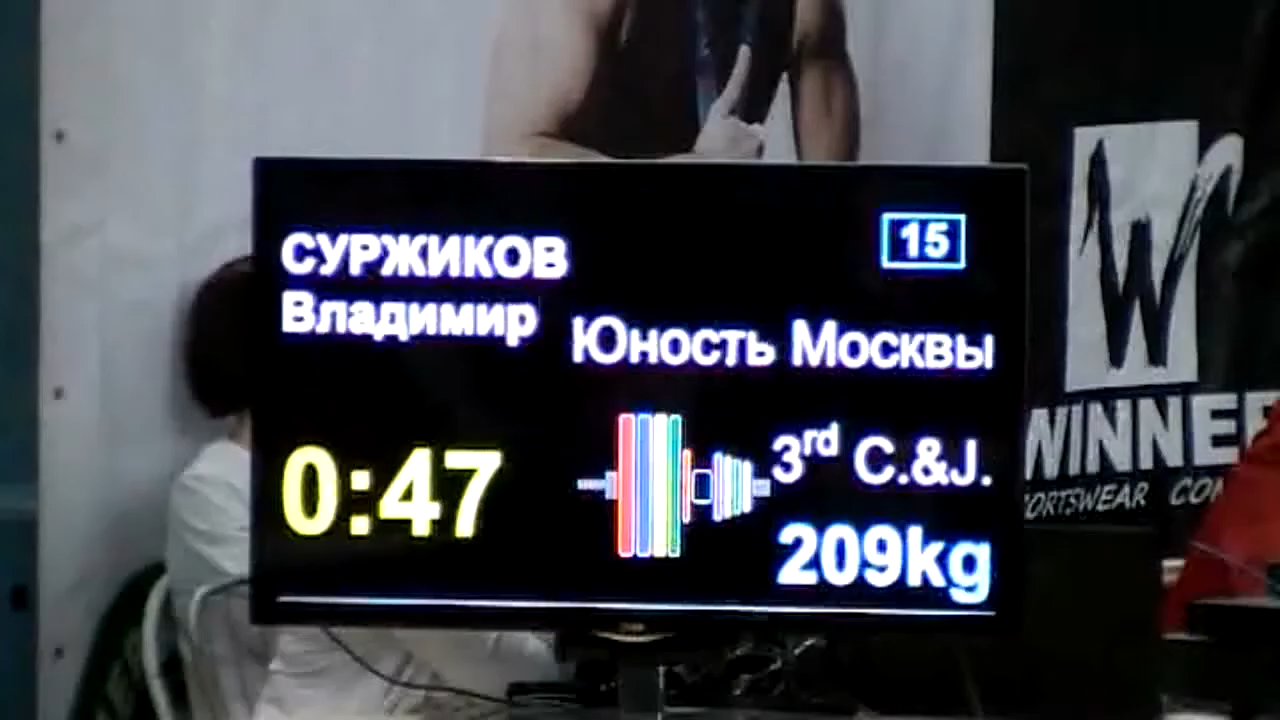 СУРЖИКОВ
15
Владимир
Юность Москвы
0:47
3rd C.&J.
209kg
W
WINNER